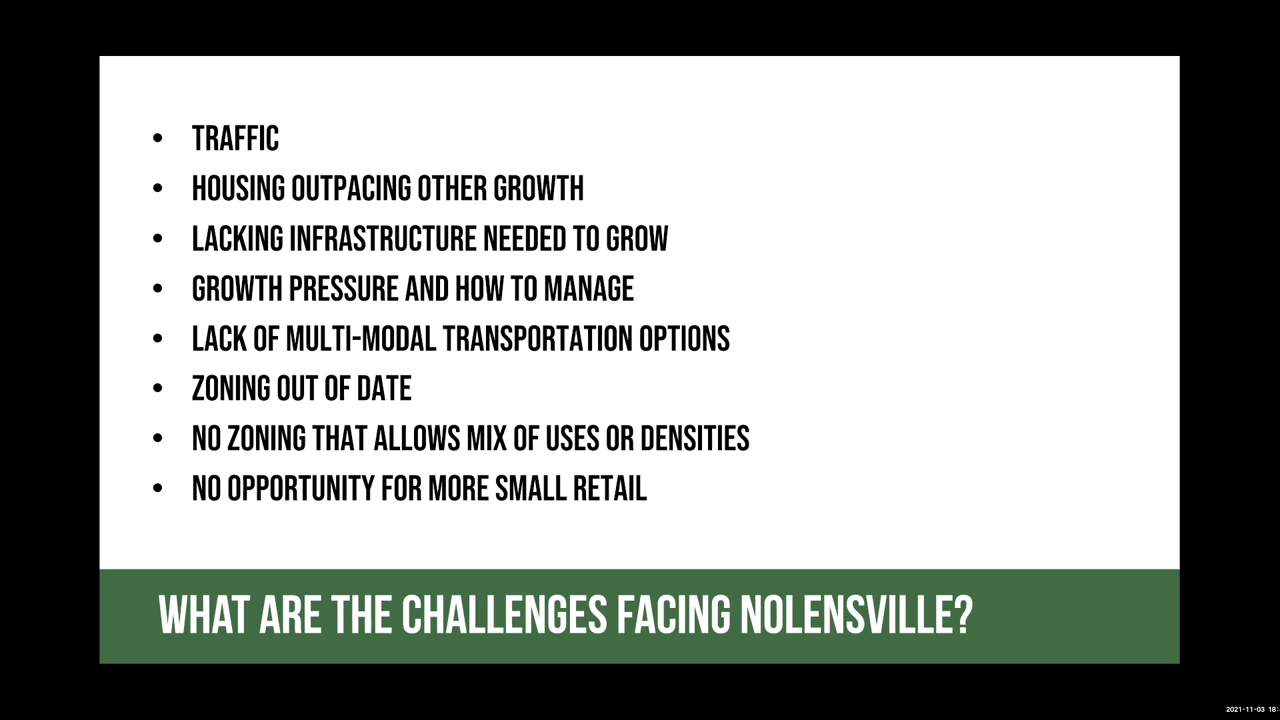 • TRAFFIC
• HOUSING OUTPACING OTHER GROWTH
• LACKING INFRASTRUCTURE NEEDED TO GROW
• GROWTH PRESSURE AND HOW TO MANAGE
• LACK OF MULTI-MODAL TRANSPORTATION OPTIONS
• ZONING OUT OF DATE
• NO ZONING THAT ALLOWS MIX OF USES OR DENSITIES
• NO OPPORTUNITY FOR MORE SMALL RETAIL
WHAT ARE THE CHALLENGES FACING NOLENSVILLE?
2021-11-03 18: